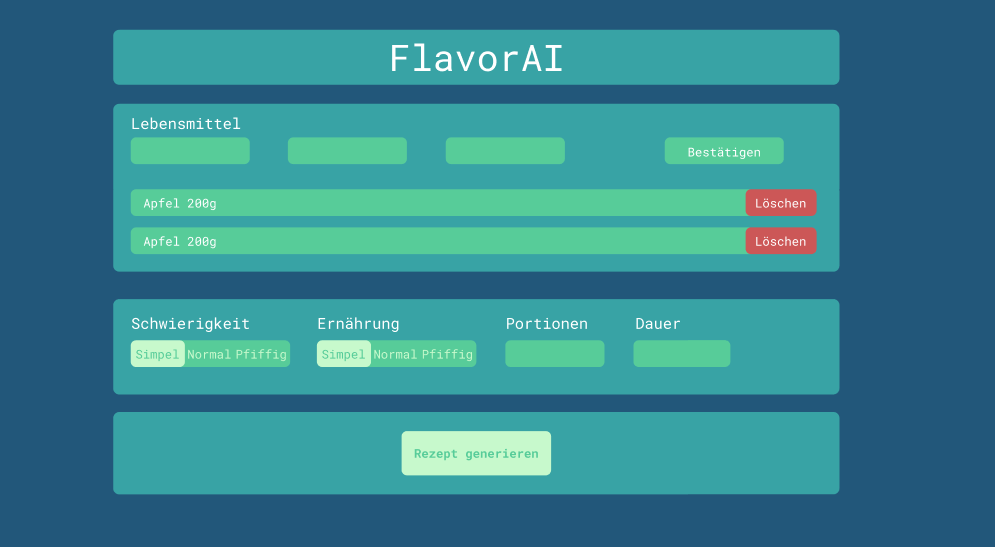 FlavorAI
Lebensmittel
Bestätigen
Apfel 200g Löschen
Apfel 200g Löschen
Schwierigkeit Ernährung Portionen Dauer
Simpel Normal Pfiffig Simpel Normal Pfiffig
Rezept generieren